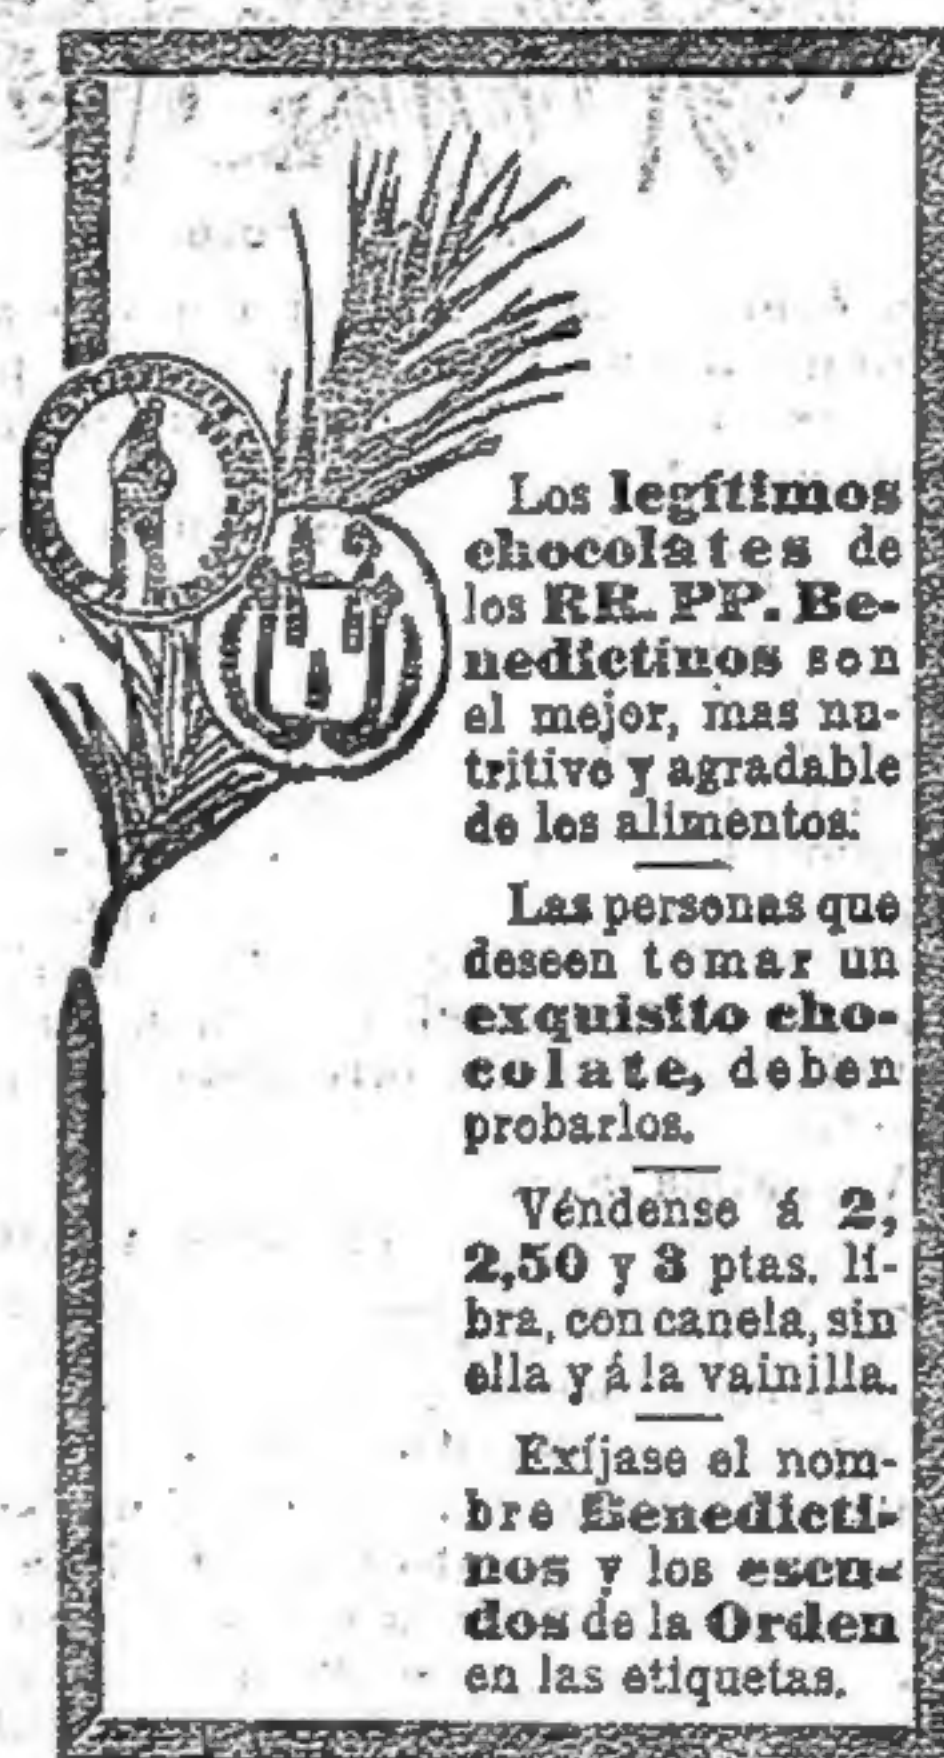 Los legítimos
chocolates de
los RR. PP. Be-
nedictinos son
el mejor, mas nu-
tritivo y agradable
de los alimentos.
Las personas que
deseen tomar un
exquisito cho-
colate, deben
probarlos.
Véndense á 2,
2,50 y 3 ptas. li-
bra, con canela, sin
ella y á la vainilla.
Exíjase el nom-
bre Benedicti-
nos y los escu-
dos de la Orden
en las etiquetas.